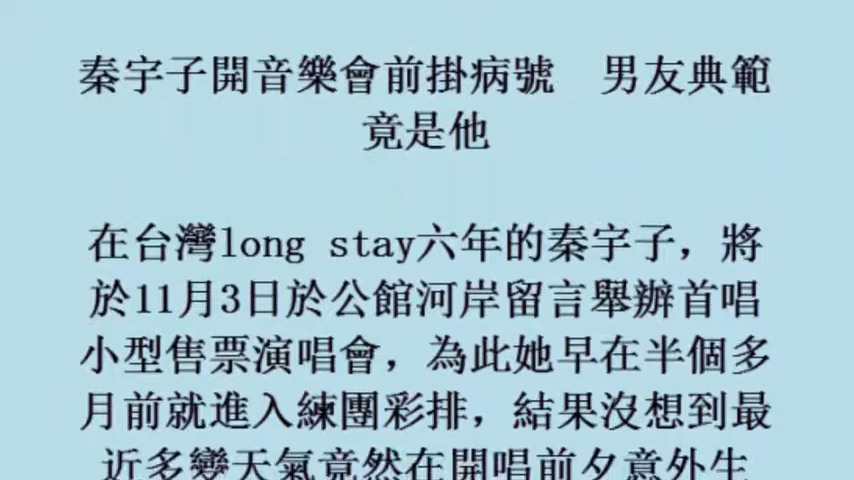 秦宇子開音樂會前掛病號　男友典範
竟是他
在台灣long stay六年的秦宇子，將
於11月3日於公館河岸留言舉辦首唱
小型售票演唱會，為此她早在半個多
月前就進入練團彩排，結果沒想到最
近多變天氣竟然在開唱前夕意外生